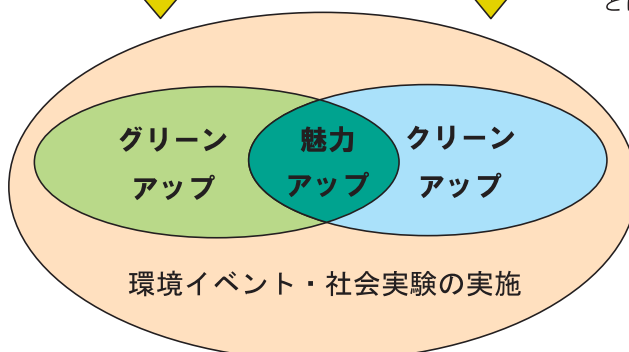 グリーン
アップ
魅力
アップ
クリーン
アップ
環境イベント・社会実験の実施